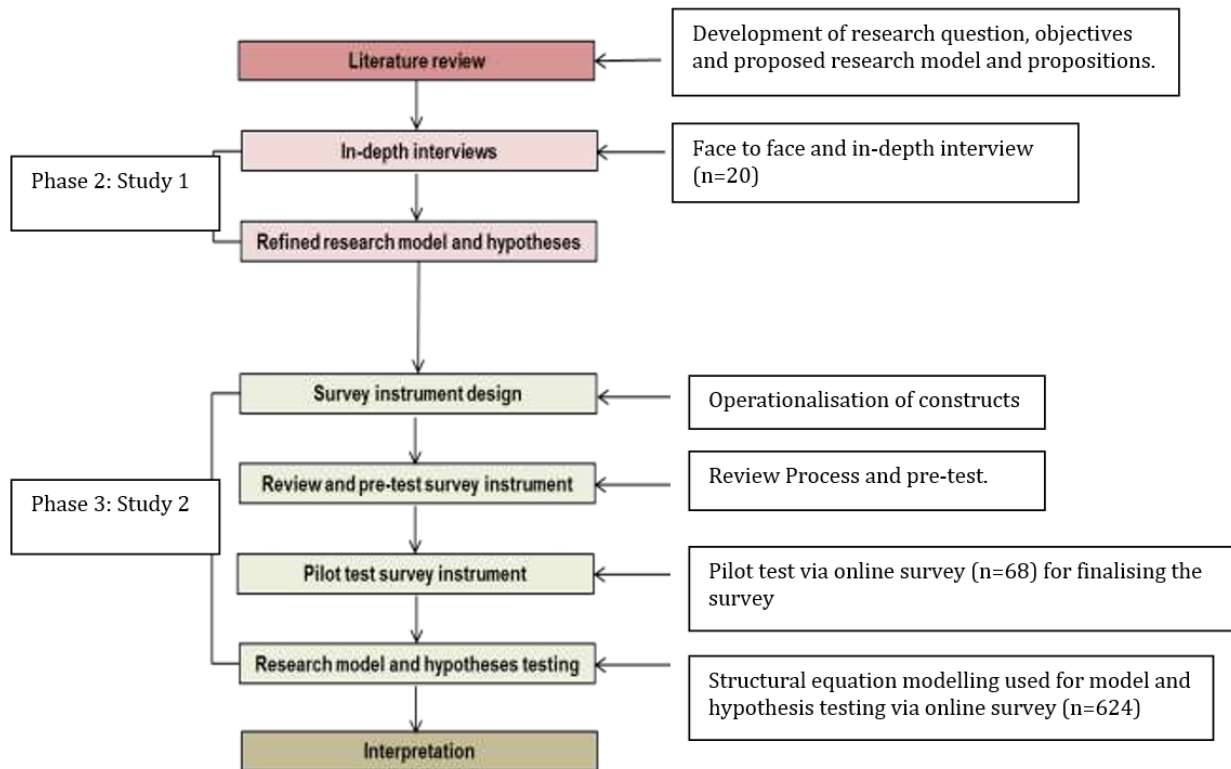 Literature review
Development of research question, objectives
and proposed research model and propositions.
In-depth interviews
Face to face and in-depth interview
(n=20)
Phase 2: Study 1
Refined research model and hypotheses
Survey instrument design
Operationalisation of constructs
Review and pre-test survey instrument
Review Process and pre-test.
Phase 3: Study 2
Pilot test survey instrument
Pilot test via online survey (n=68) for finalising the
survey
Research model and hypotheses testing
Structural equation modelling used for model and
hypothesis testing via online survey (n=624)
Interpretation